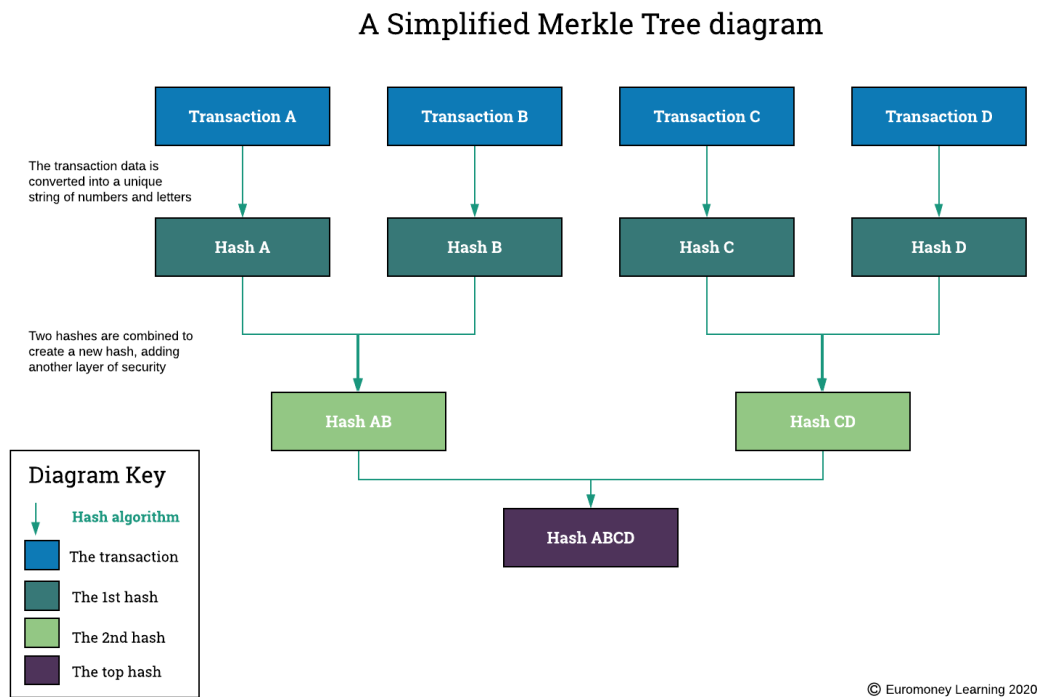 A Simplified Merkle Tree diagram
Transaction A
Transaction B
Transaction C
Transaction D
The transaction data is
converted into a unique
string of numbers and letters
Hash A
Hash B
Hash C
Hash D
Two hashes are combined to
create a new hash, adding
another layer of security
Hash AB
Hash CD
Hash ABCD
Diagram Key
Hash algorithm
The transaction
The 1st hash
The 2nd hash
The top hash
© Euromoney Learning 2020